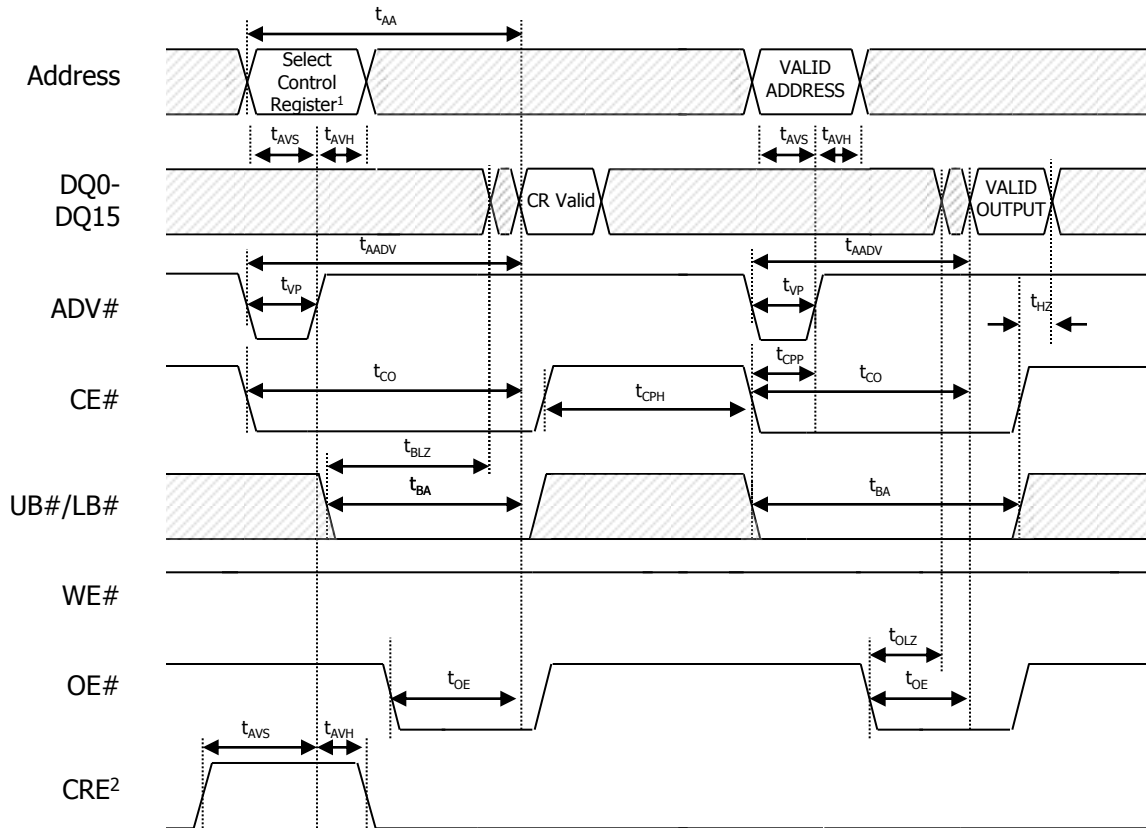 tAA
Address
Select
Control
Register1
VALID
ADDRESS
tAVS
tAVH
tAVS
tAVH
DQ0-
DQ15
CR Valid
VALID
OUTPUT
tAADV
tAADV
ADV#
tVP
tVP
tHZ
CE#
tCO
tCPH
tCPP
tCO
UB#/LB#
tBLZ
tBA
tBA
WE#
OE#
tOE
tOLZ
tOE
CRE2
tAVS
tAVH